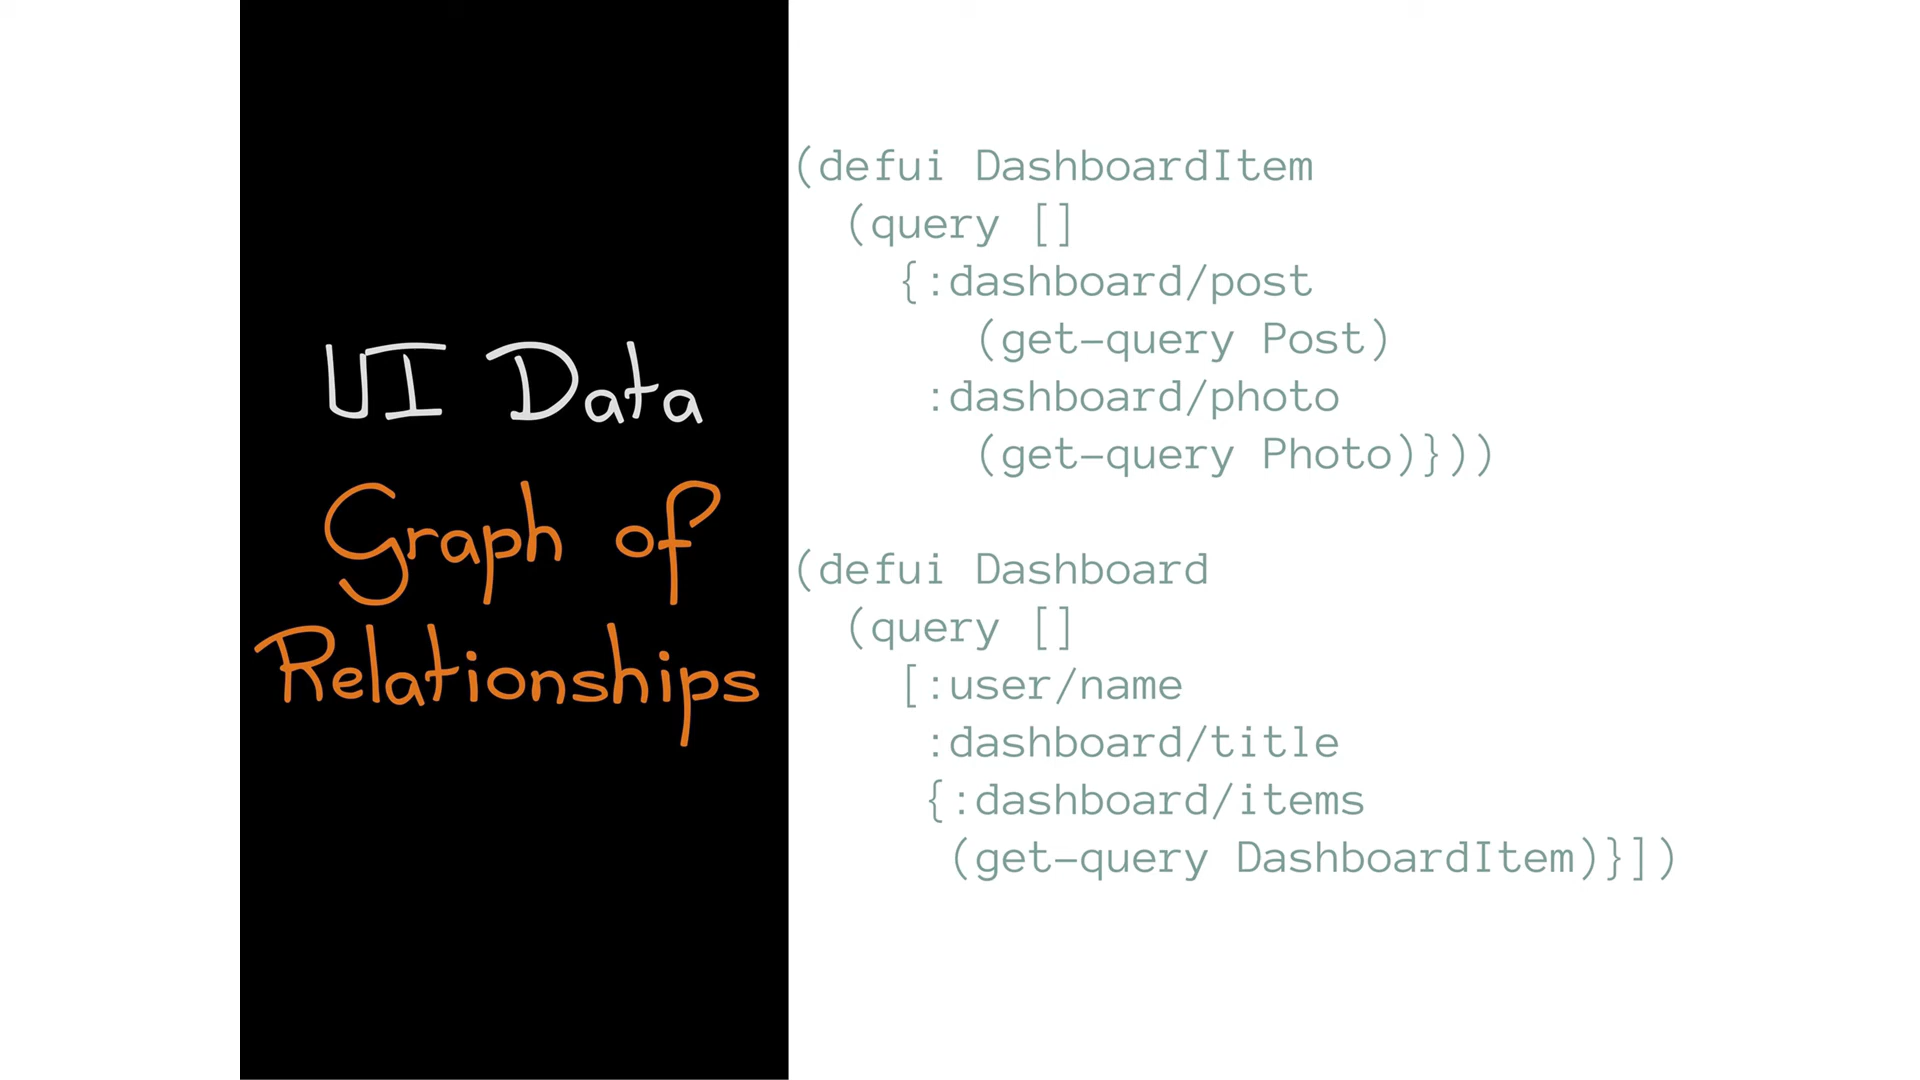 UI Data
Graph of
Relationships
(defui DashboardItem
  (query []
    {:dashboard/post
       (get-query Post)
     :dashboard/photo
       (get-query Photo)}))
(defui Dashboard
  (query []
    [:user/name
     :dashboard/title
     {:dashboard/items
      (get-query DashboardItem)}])